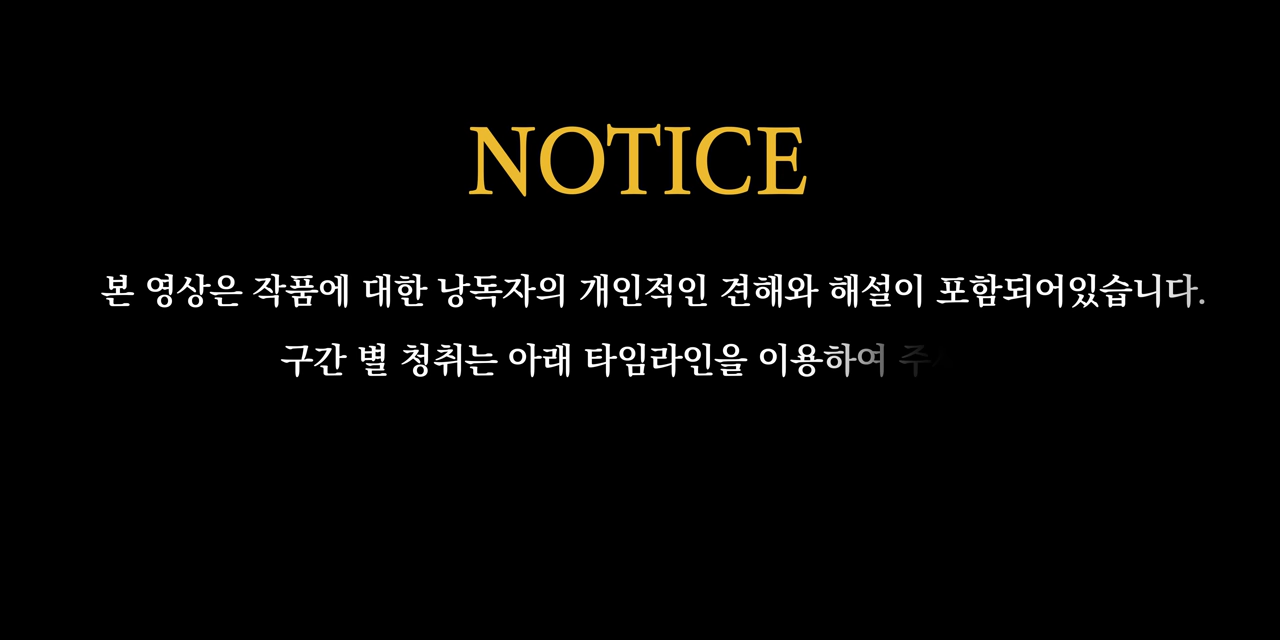 NOTICE
본 영상은 작품에 대한 낭독자의 개인적인 견해와 해설이 포함되어있습니다.
구간 별 청취는 아래 타임라인을 이용하여